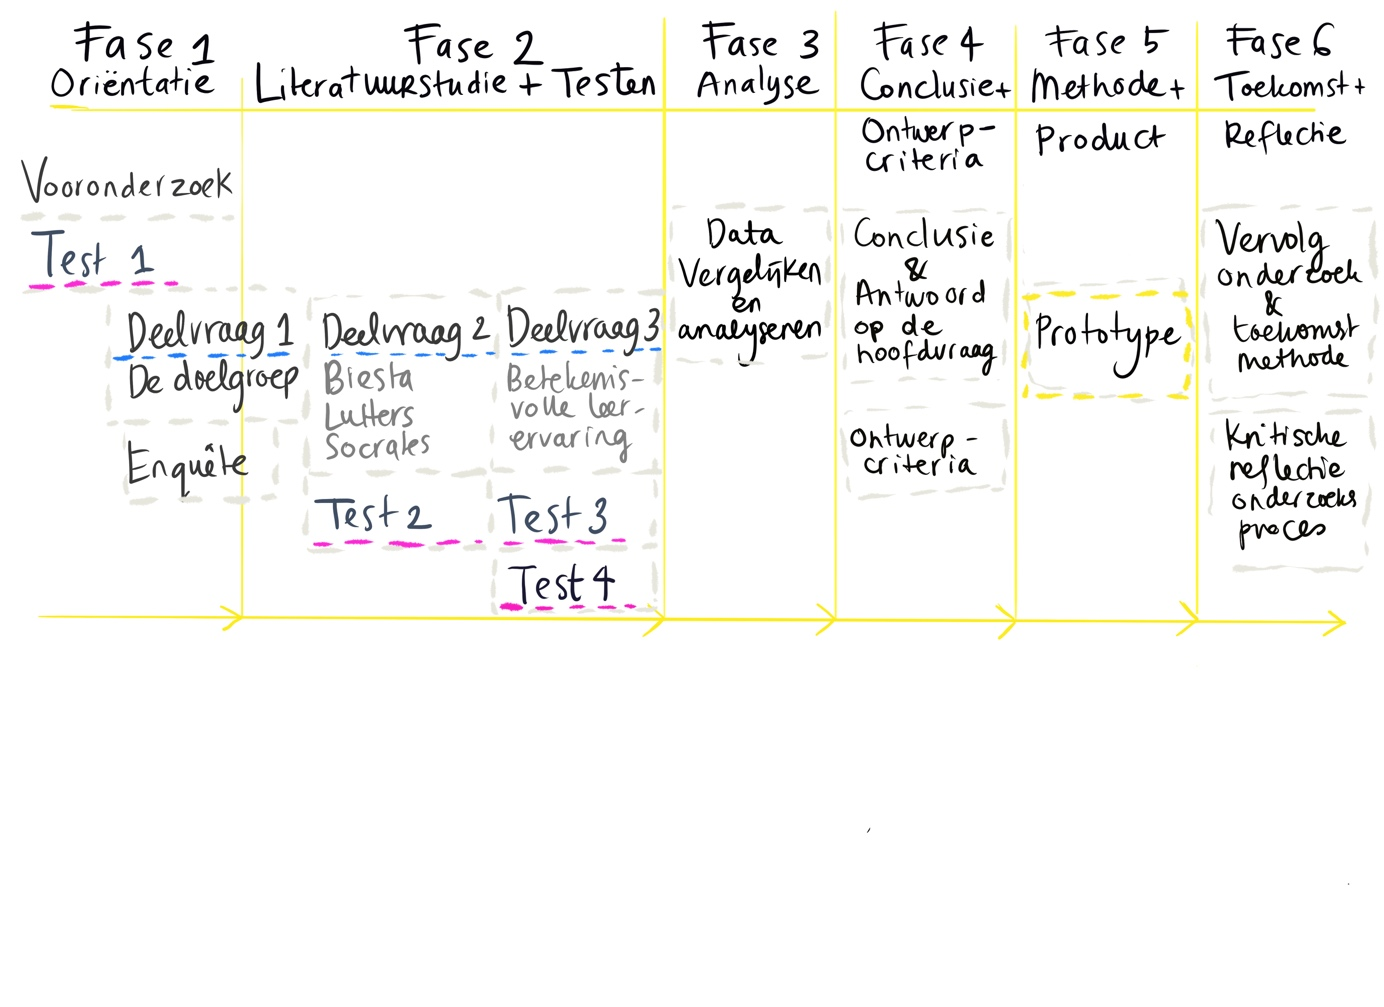 Fase 1
Oriëntatie
Vooronderzoek
Test 1
Deelvraag 1
De doelgroep
Enquête
Fase 2
Literatuurstudie + Testen
Deelvraag 2
Biesta
Lutters
Socrates
Test 2
Deelvraag 3
Betekenis-
volle leer-
ervaring
Test 3
Test 4
Fase 3
Analyse
Data
Vergelijken
en
analyseren
Fase 4
Conclusie+
Ontwerp-
criteria
Conclusie
&
Antwoord
op de
hoofdvraag
Ontwerp-
criteria
Fase 5
Methode+
Product
Prototype
Fase 6
Toekomst+
Reflectie
Vervolg
onderzoek
&
toekomst
methode
Kritische
reflectie
onderzoeks
proces